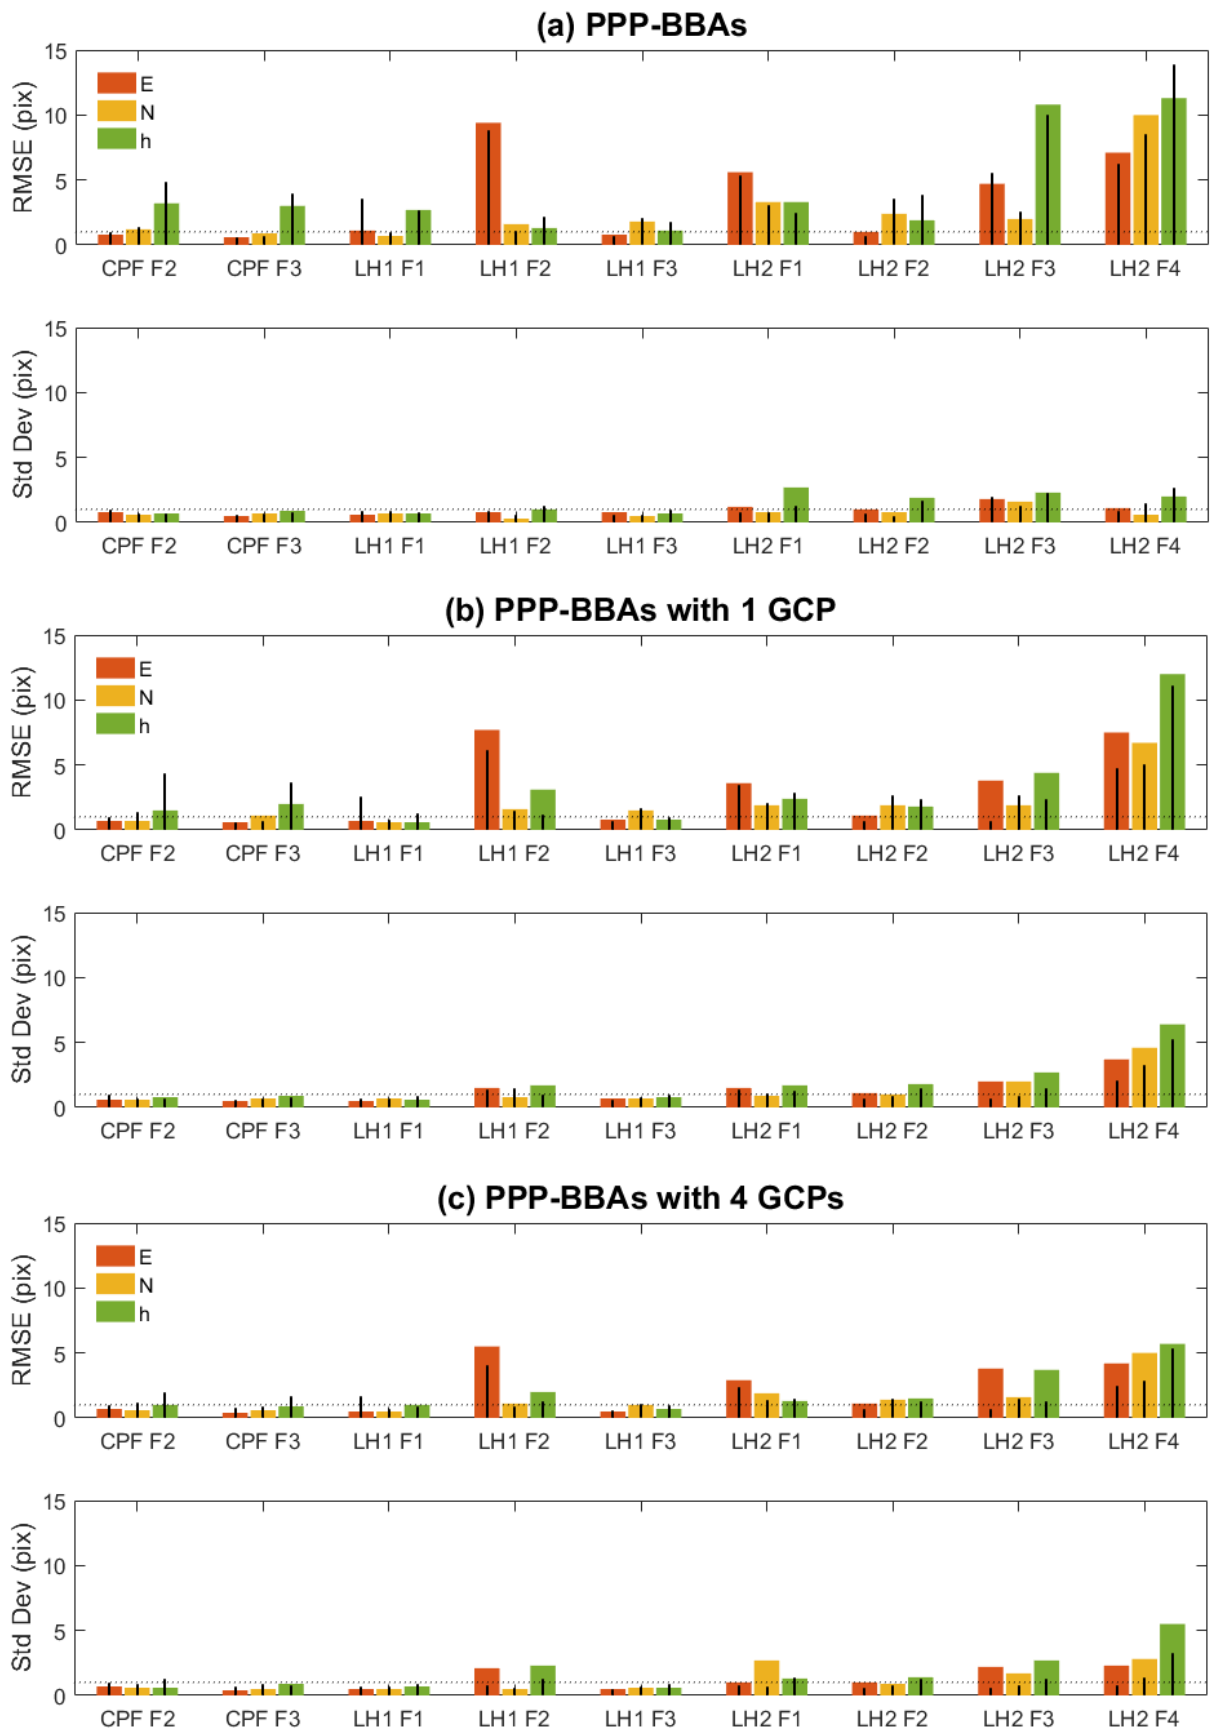 (a) PPP-BBAs
15
10
5
0
RMSE (pix)
E
N
h
CPF F2 CPF F3 LH1 F1 LH1 F2 LH1 F3 LH2 F1 LH2 F2 LH2 F3 LH2 F4
15
10
5
0
Std Dev (pix)
CPF F2 CPF F3 LH1 F1 LH1 F2 LH1 F3 LH2 F1 LH2 F2 LH2 F3 LH2 F4
(b) PPP-BBAs with 1 GCP
15
10
5
0
RMSE (pix)
E
N
h
CPF F2 CPF F3 LH1 F1 LH1 F2 LH1 F3 LH2 F1 LH2 F2 LH2 F3 LH2 F4
15
10
5
0
Std Dev (pix)
CPF F2 CPF F3 LH1 F1 LH1 F2 LH1 F3 LH2 F1 LH2 F2 LH2 F3 LH2 F4
(c) PPP-BBAs with 4 GCPs
15
10
5
0
RMSE (pix)
E
N
h
CPF F2 CPF F3 LH1 F1 LH1 F2 LH1 F3 LH2 F1 LH2 F2 LH2 F3 LH2 F4
15
10
5
0
Std Dev (pix)
CPF F2 CPF F3 LH1 F1 LH1 F2 LH1 F3 LH2 F1 LH2 F2 LH2 F3 LH2 F4